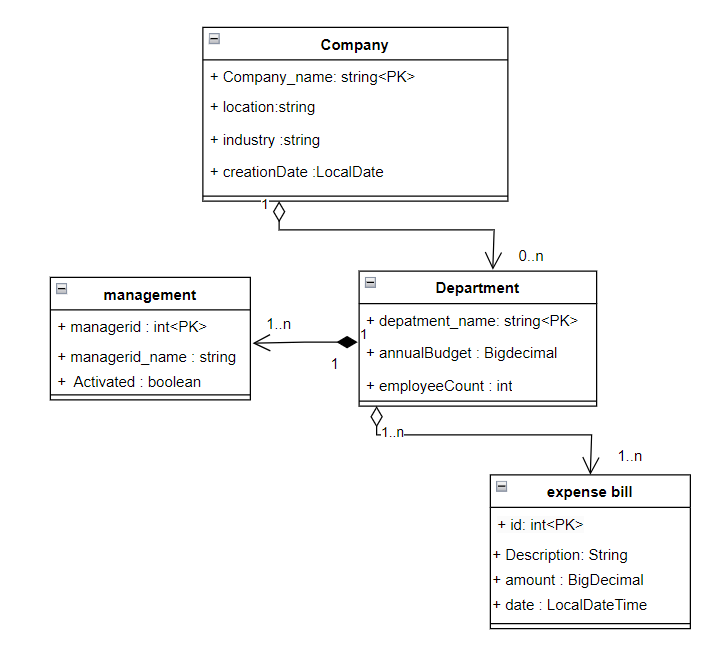 Company
+ Company_name: string<PK>
+ location:string
+ industry :string
+ creationDate :LocalDate
1
0..n
management
+ managerid : int<PK>
+ managerid_name : string
+ Activated : boolean
1..n
1
Department
+ depatment_name: string<PK>
1
+ annualBudget : Bigdecimal
+ employeeCount : int
1..n
1..n
expense bill
+ id: int<PK>
+ Description: String
+ amount : BigDecimal
+ date : LocalDateTime